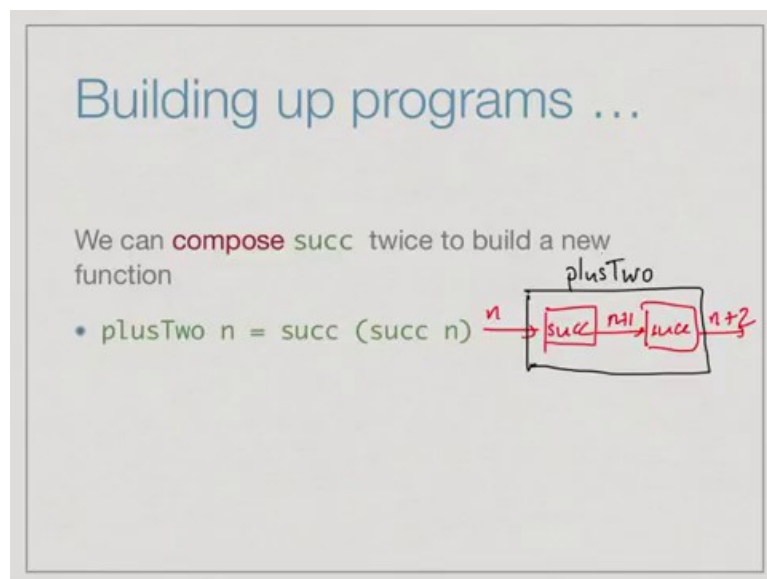 Building up programs ...
We can compose succ twice to build a new
function
plusTwo
• plusTwo n = succ (succ n)
n succ n+1 succ n+2